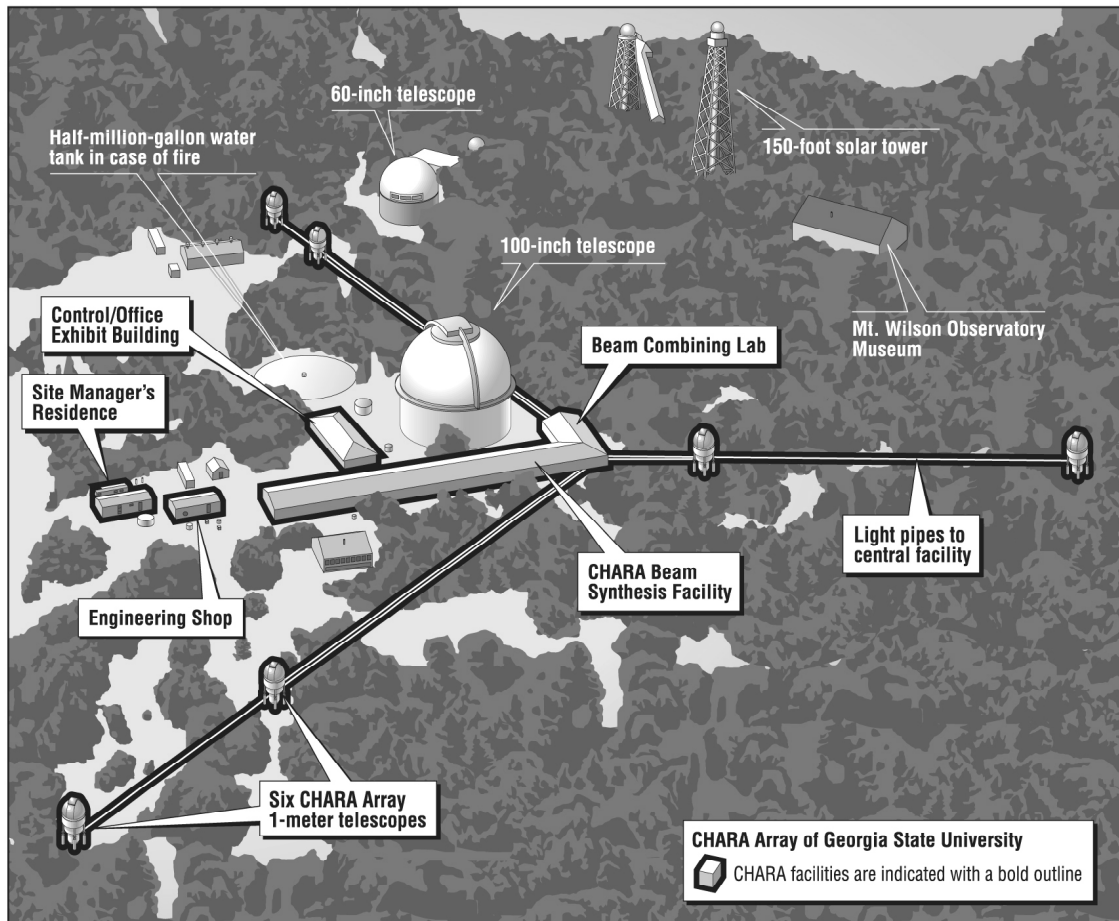 60-inch telescope
Half-million-gallon water
tank in case of fire
150-foot solar tower
100-inch telescope
Control/Office
Exhibit Building
Beam Combining Lab
Mt. Wilson Observatory
Museum
Site Manager's
Residence
Light pipes to
central facility
CHARA Beam
Synthesis Facility
Engineering Shop
Six CHARA Array
1-meter telescopes
CHARA Array of Georgia State University
CHARA facilities are indicated with a bold outline